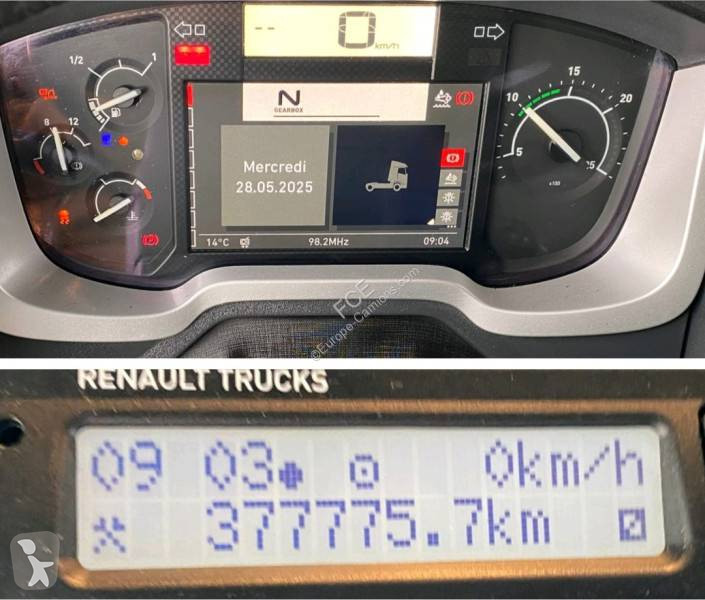 -- 0 km/h
1/2 1
N
GEARBOX
8 12
Mercredi
28.05.2025
14°C 98.2MHz 09:04
5 10 15 20 25
x100
FCE
©Europe-Camions.com
RENAULT TRUCKS
09 03 0km/h
377775.7km